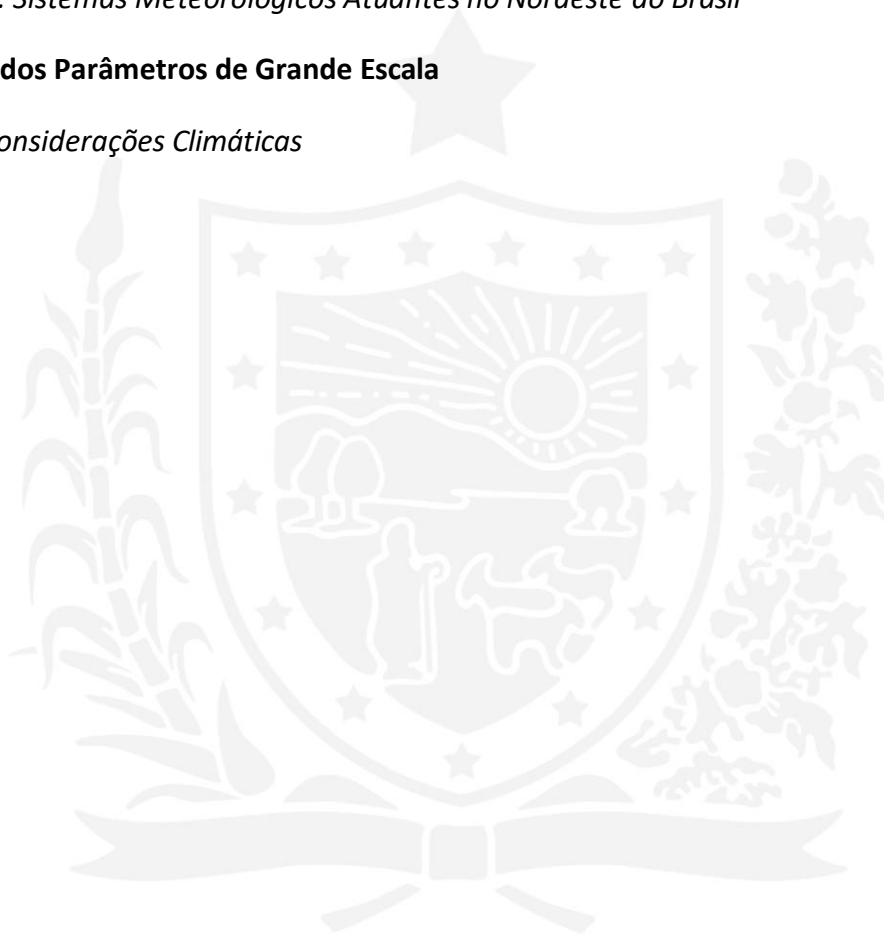 . Sistemas Meteorológicos Atuantes no Nordeste do Brasil
dos Parâmetros de Grande Escala
onsiderações Climáticas